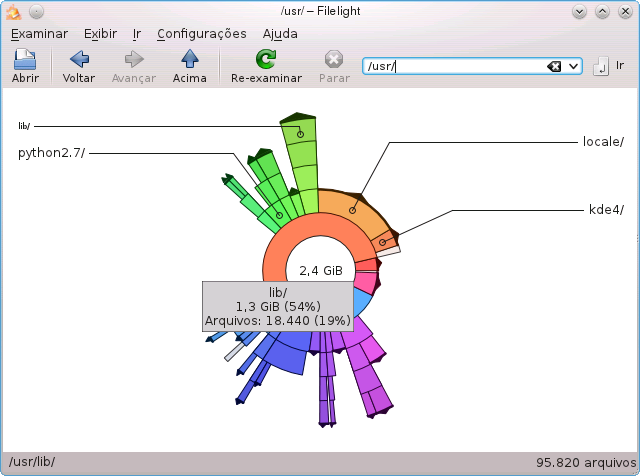 /usr/ – Filelight
Examinar Exibir Ir Configurações Ajuda
Abrir Voltar Avançar Acima Re-examinar Parar /usr/ Ir
lib/
python2.7/
locale/
kde4/
2,4 GiB
lib/
1,3 GiB (54%)
Arquivos: 18.440 (19%)
/usr/lib/ 95.820 arquivos